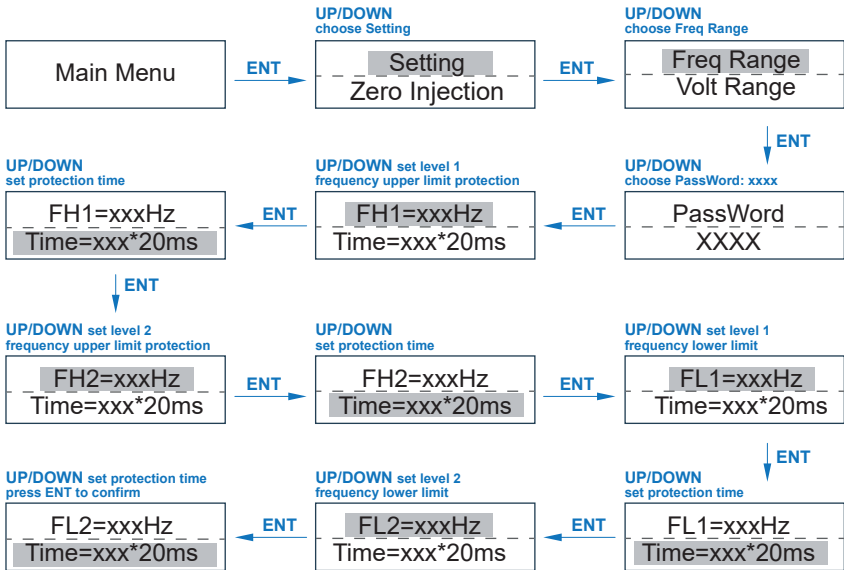 UP/DOWN
choose Setting
UP/DOWN
choose Freq Range
Main Menu
ENT
Setting
Zero Injection
ENT
Freq Range
Volt Range
ENT
UP/DOWN
choose PassWord: xxxx
PassWord
XXXX
ENT
UP/DOWN set level 1
frequency upper limit protection
FH1=xxxHz
Time=xxx*20ms
ENT
UP/DOWN
set protection time
FH1=xxxHz
Time=xxx*20ms
ENT
UP/DOWN set level 2
frequency upper limit protection
FH2=xxxHz
Time=xxx*20ms
ENT
UP/DOWN
set protection time
FH2=xxxHz
Time=xxx*20ms
ENT
UP/DOWN set level 1
frequency lower limit
FL1=xxxHz
Time=xxx*20ms
ENT
UP/DOWN
set protection time
FL1=xxxHz
Time=xxx*20ms
ENT
UP/DOWN set level 2
frequency lower limit
FL2=xxxHz
Time=xxx*20ms
ENT
UP/DOWN set protection time
press ENT to confirm
FL2=xxxHz
Time=xxx*20ms